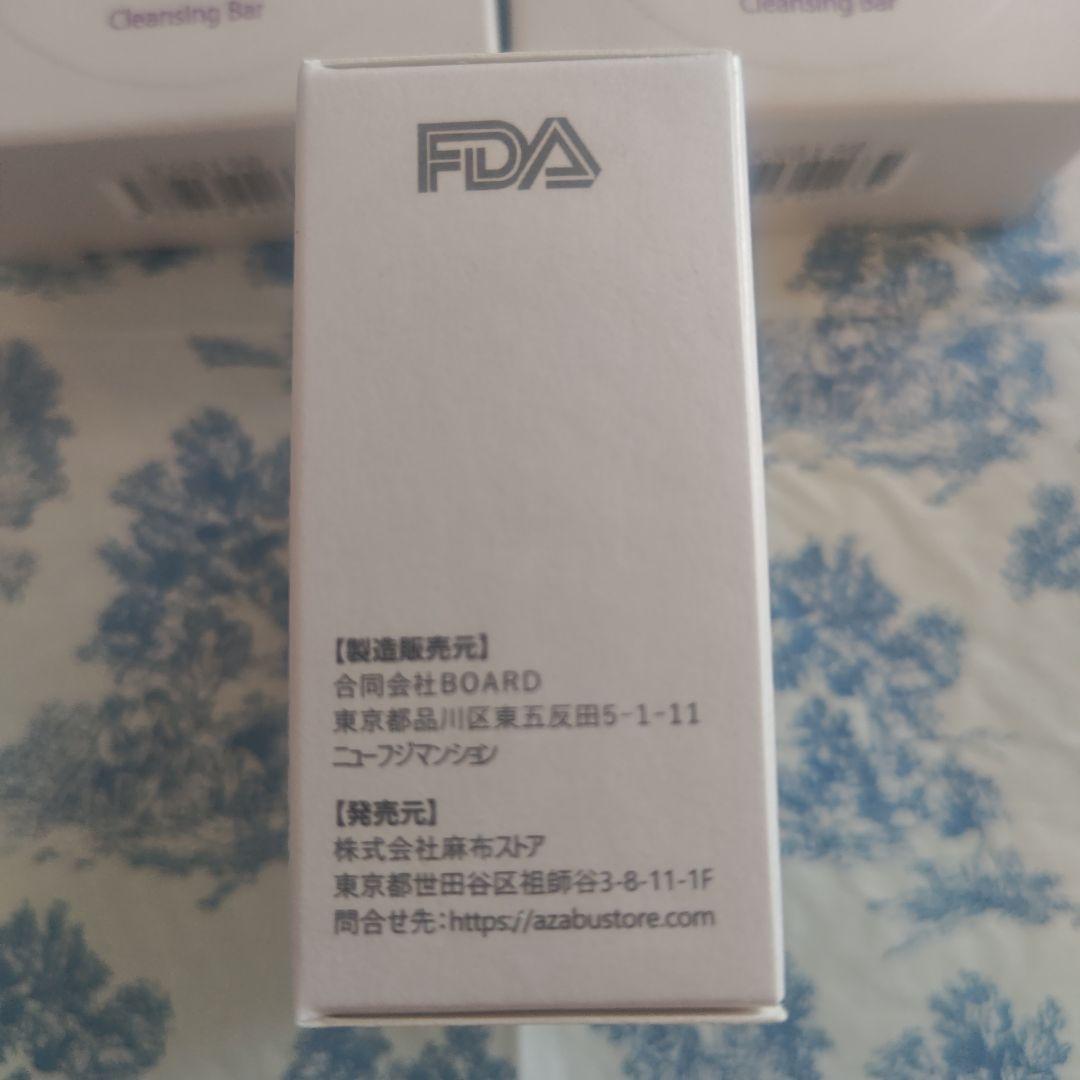 Cleansing Bar
Cleansing Bar
FDA
【製造販売元】
合同会社BOARD
東京都品川区東五反田5-1-11
ニューフジマンション
【発売元】
株式会社麻布ストア
東京都世田谷区祖師谷3-8-11-1F
問合せ先:https://azabustore.com